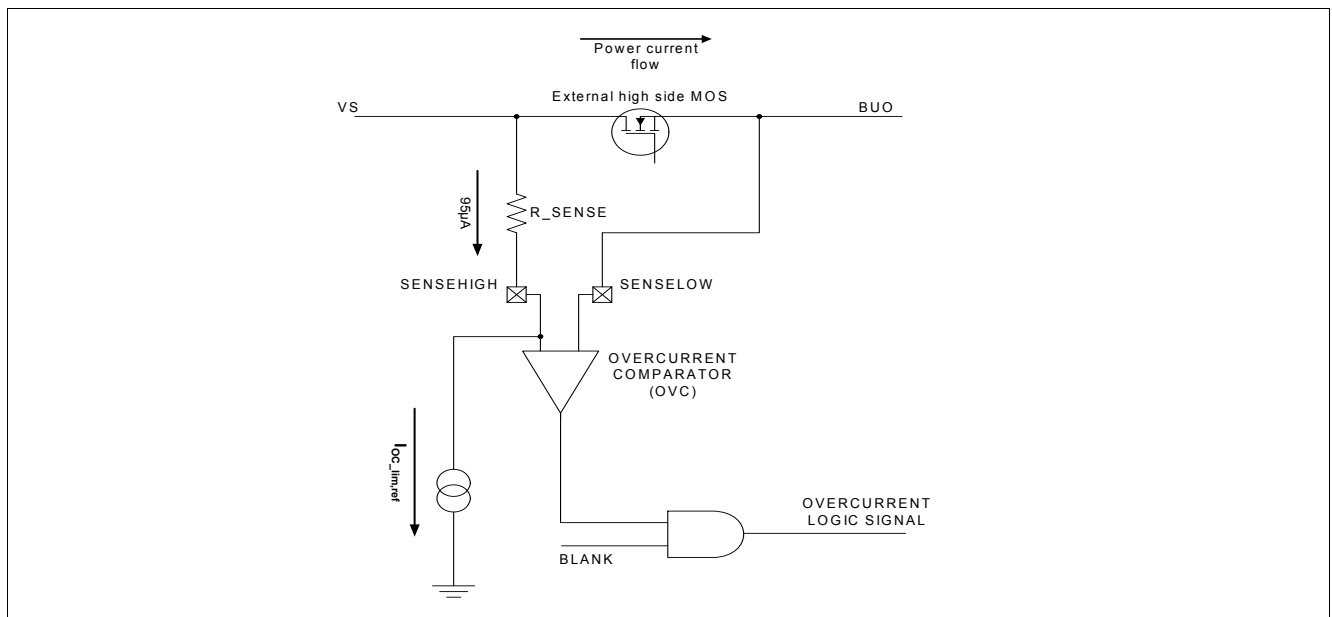 Power current
flow
External high side MOS
VS
BUO
95µA
R_SENSE
SENSEHIGH
SENSELOW
OVERCURRENT
COMPARATOR
(OVC)
IOC_lim,ref
OVERCURRENT
LOGIC SIGNAL
BLANK